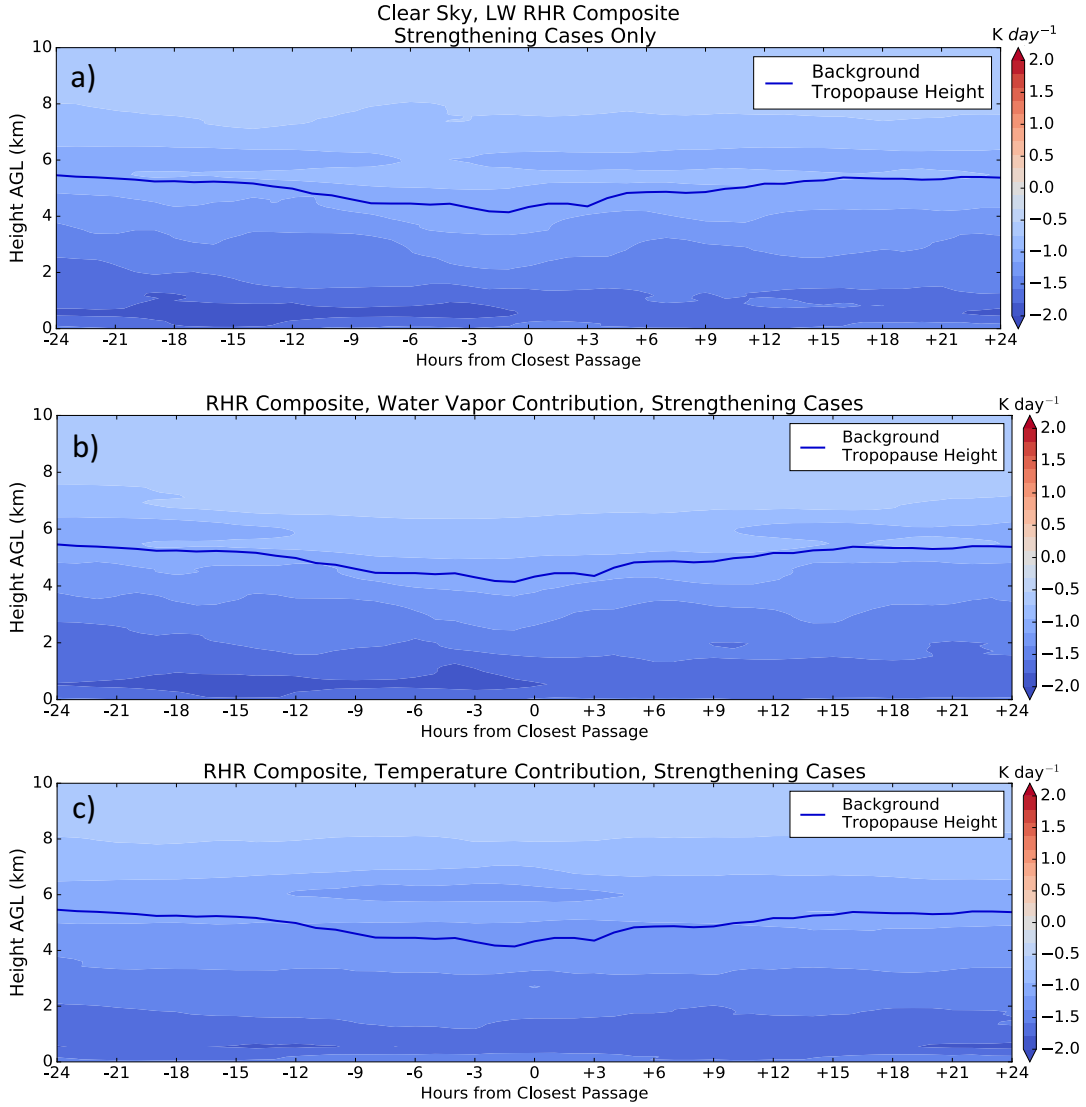 Clear Sky, LW RHR Composite
Strengthening Cases Only
K day⁻¹
a)
Background
Tropopause Height
Height AGL (km)
10
8
6
4
2
0
-24 -21 -18 -15 -12 -9 -6 -3 0 +3 +6 +9 +12 +15 +18 +21 +24
Hours from Closest Passage
2.0
1.5
1.0
0.5
0.0
−0.5
−1.0
−1.5
−2.0
RHR Composite, Water Vapor Contribution, Strengthening Cases
K day⁻¹
b)
Background
Tropopause Height
Height AGL (km)
10
8
6
4
2
0
-24 -21 -18 -15 -12 -9 -6 -3 0 +3 +6 +9 +12 +15 +18 +21 +24
Hours from Closest Passage
2.0
1.5
1.0
0.5
0.0
−0.5
−1.0
−1.5
−2.0
RHR Composite, Temperature Contribution, Strengthening Cases
K day⁻¹
c)
Background
Tropopause Height
Height AGL (km)
10
8
6
4
2
0
-24 -21 -18 -15 -12 -9 -6 -3 0 +3 +6 +9 +12 +15 +18 +21 +24
Hours from Closest Passage
2.0
1.5
1.0
0.5
0.0
−0.5
−1.0
−1.5
−2.0